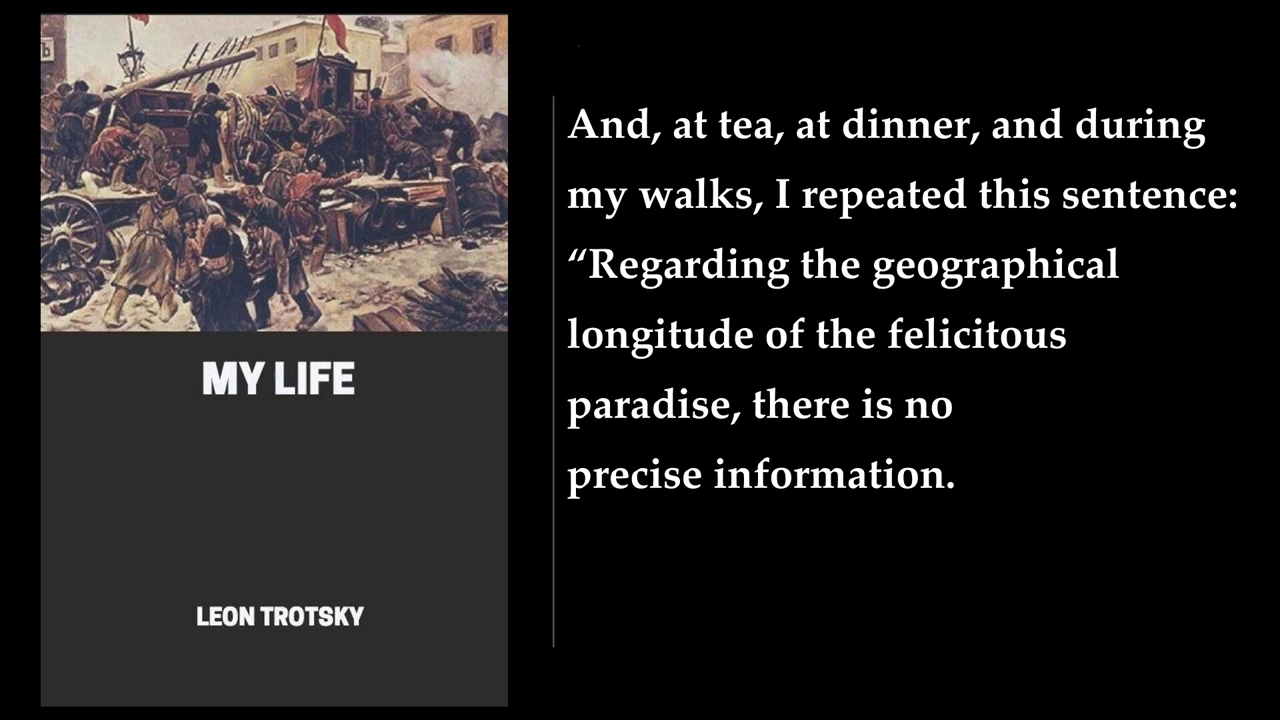 Ъ
MY LIFE
LEON TROTSKY
And, at tea, at dinner, and during
my walks, I repeated this sentence:
“Regarding the geographical
longitude of the felicitous
paradise, there is no
precise information.